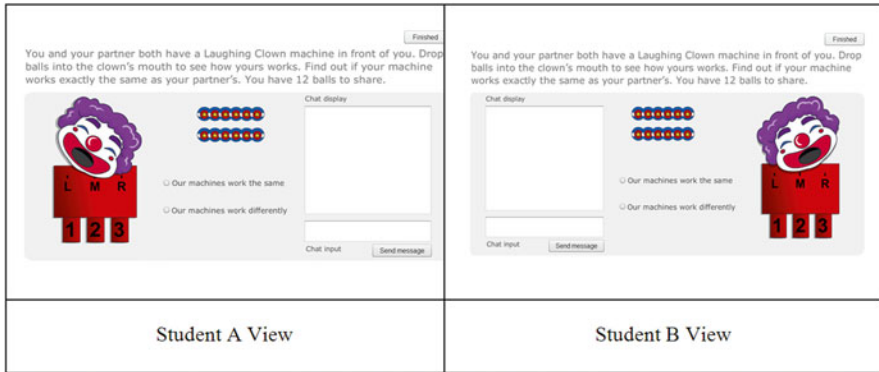 Finished
You and your partner both have a Laughing Clown machine in front of you. Drop
balls into the clown's mouth to see how yours works. Find out if your machine
works exactly the same as your partner's. You have 12 balls to share.
Chat display
L M R
Our machines work the same
Our machines work differently
1 2 3
Chat input
Send message
Student A View
Finished
You and your partner both have a Laughing Clown machine in front of you. Drop
balls into the clown's mouth to see how yours works. Find out if your machine
works exactly the same as your partner's. You have 12 balls to share.
Chat display
L M R
Our machines work the same
Our machines work differently
1 2 3
Chat input
Send message
Student B View